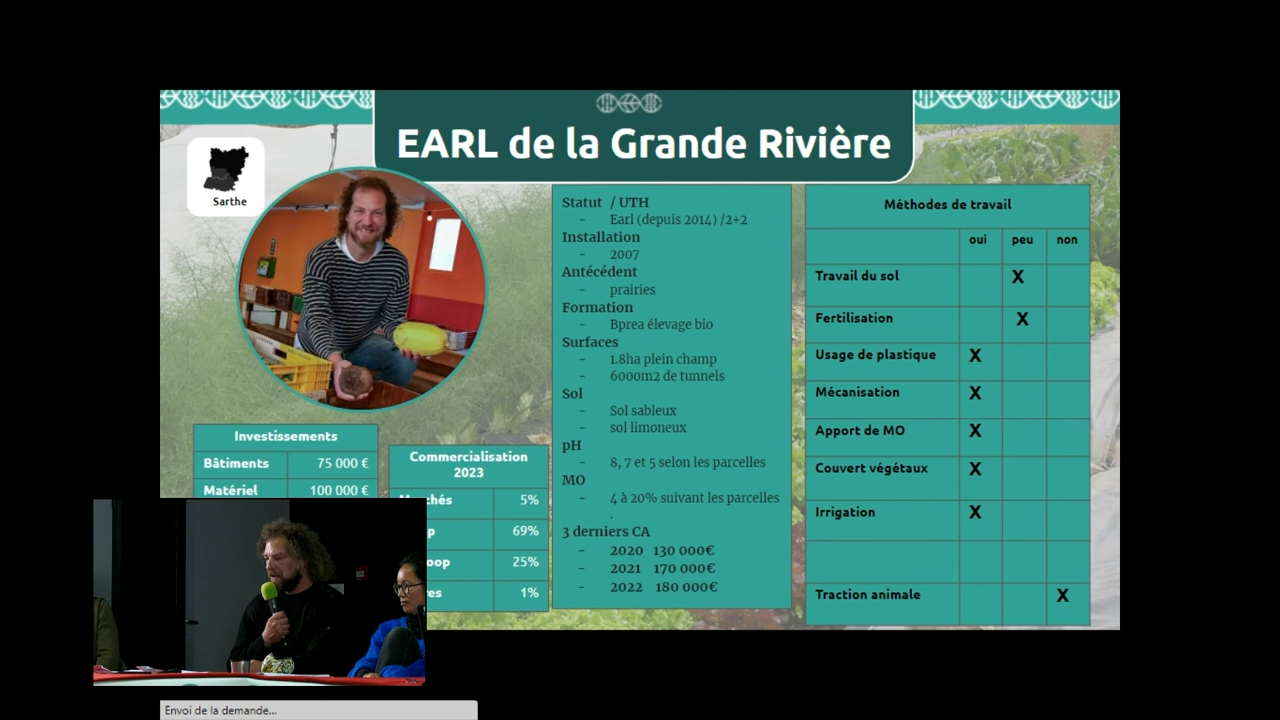 EARL de la Grande Rivière
Sarthe
Investissements
Bâtiments 75 000 €
Matériel 100 000 €
Commercialisation
2023
5%
69%
25%
1%
Statut / UTH
- Earl (depuis 2014) /2+2
Installation
- 2007
Antécédent
- prairies
Formation
- Bprea élevage bio
Surfaces
- 1.8ha plein champ
- 6000m2 de tunnels
Sol
- Sol sableux
- sol limoneux
pH
- 8, 7 et 5 selon les parcelles
MO
- 4 à 20% suivant les parcelles
.
3 derniers CA
- 2020 130 000€
- 2021 170 000€
- 2022 180 000€
Méthodes de travail
oui peu non
Travail du sol X
Fertilisation X
Usage de plastique X
Mécanisation X
Apport de MO X
Couvert végétaux X
Irrigation X
Traction animale X
Envoi de la demande...